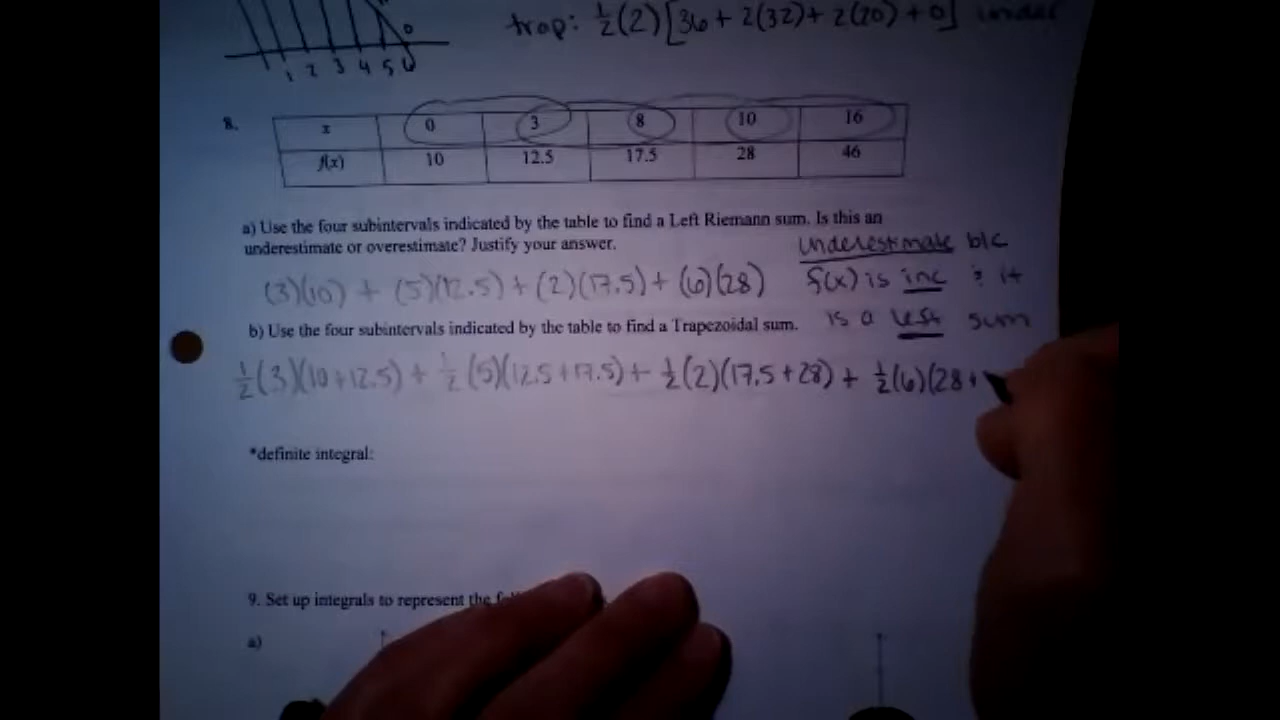 trap: ½(2)[36 + 2(32) + 2(20) + 0] under
0
1 2 3 4 5 6
8.
x 0 3 8 10 16
f(x) 10 12.5 17.5 28 46
a) Use the four subintervals indicated by the table to find a Left Riemann sum. Is this an
underestimate or overestimate? Justify your answer.
underestimate b/c
(3)(10) + (5)(12.5) + (2)(17.5) + (6)(28)
f(x) is inc & it
is a left sum
b) Use the four subintervals indicated by the table to find a Trapezoidal sum.
½(3)(10+12.5) + ½(5)(12.5+17.5) + ½(2)(17.5+28) + ½(6)(28+
*definite integral:
9. Set up integrals to represent the
a)